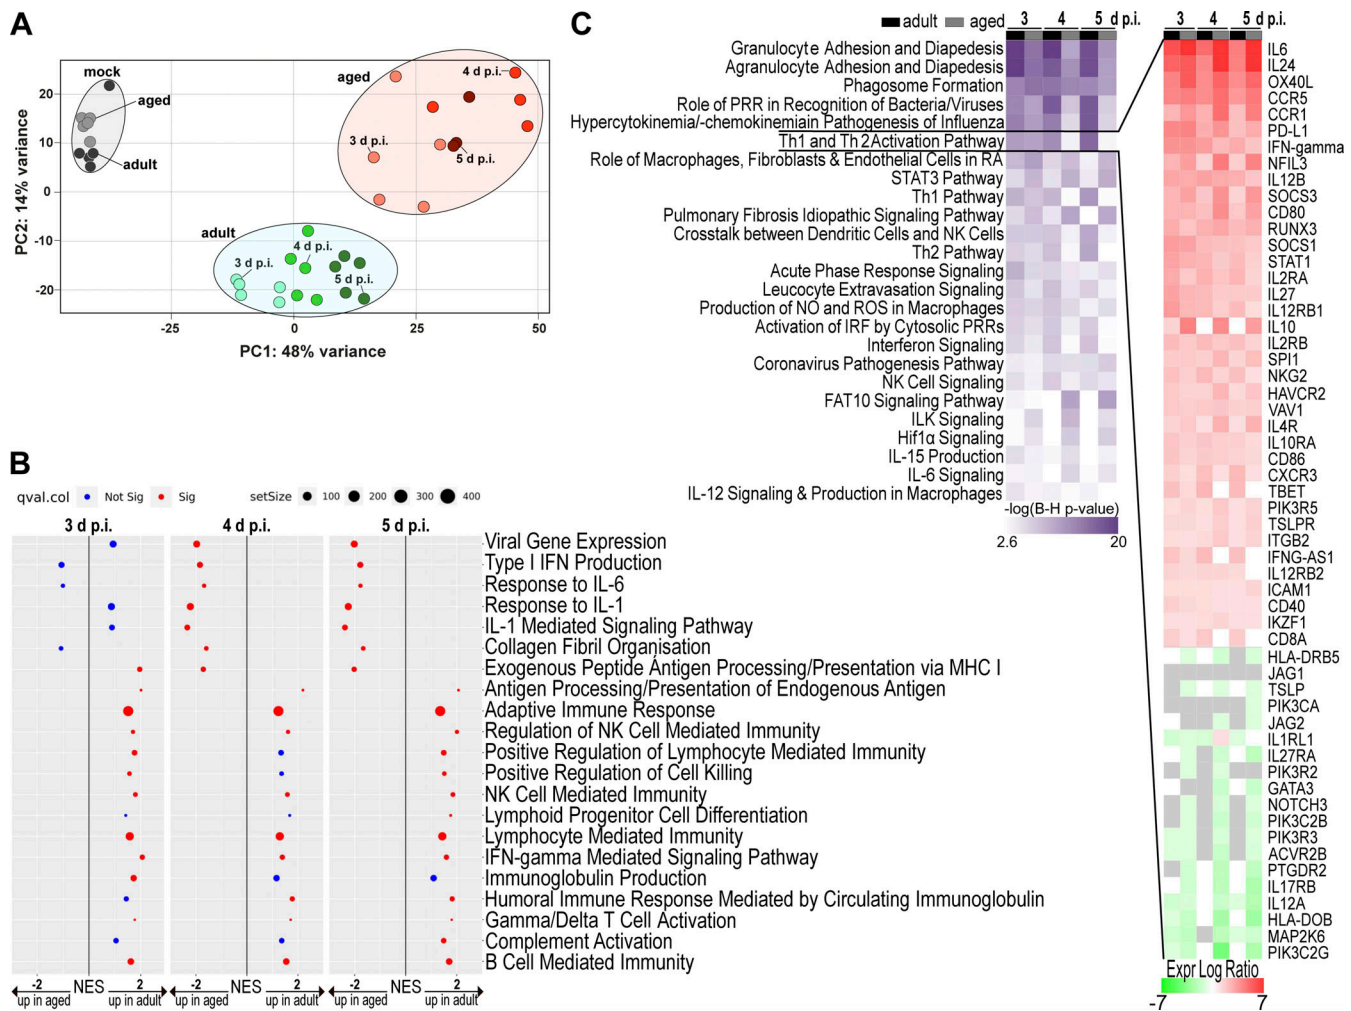 A
mock
aged
adult
aged
4 d p.i.
3 d p.i.
5 d p.i.
adult
3 d p.i.
4 d p.i.
5 d p.i.
20
10
0
-10
-20
PC2: 14% variance
-25
0
25
50
PC1: 48% variance
B
qval.col Not Sig Sig setSize 100 200 300 400
3 d p.i. 4 d p.i. 5 d p.i.
Viral Gene Expression
Type I IFN Production
Response to IL-6
Response to IL-1
IL-1 Mediated Signaling Pathway
Collagen Fibril Organisation
Exogenous Peptide Antigen Processing/Presentation via MHC I
Antigen Processing/Presentation of Endogenous Antigen
Adaptive Immune Response
Regulation of NK Cell Mediated Immunity
Positive Regulation of Lymphocyte Mediated Immunity
Positive Regulation of Cell Killing
NK Cell Mediated Immunity
Lymphoid Progenitor Cell Differentiation
Lymphocyte Mediated Immunity
IFN-gamma Mediated Signaling Pathway
Immunoglobulin Production
Humoral Immune Response Mediated by Circulating Immunoglobulin
Gamma/Delta T Cell Activation
Complement Activation
B Cell Mediated Immunity
-2 NES 2 -2 NES 2 -2 NES 2
up in aged up in adult up in aged up in adult up in aged up in adult
C
adult aged
3 4 5 d p.i.
Granulocyte Adhesion and Diapedesis
Agranulocyte Adhesion and Diapedesis
Phagosome Formation
Role of PRR in Recognition of Bacteria/Viruses
Hypercytokinemia/-chemokinemiain Pathogenesis of Influenza
Th1 and Th 2Activation Pathway
Role of Macrophages, Fibroblasts & Endothelial Cells in RA
STAT3 Pathway
Th1 Pathway
Pulmonary Fibrosis Idiopathic Signaling Pathway
Crosstalk between Dendritic Cells and NK Cells
Th2 Pathway
Acute Phase Response Signaling
Leucocyte Extravasation Signaling
Production of NO and ROS in Macrophages
Activation of IRF by Cytosolic PRRs
Interferon Signaling
Coronavirus Pathogenesis Pathway
NK Cell Signaling
FAT10 Signaling Pathway
ILK Signaling
Hif1α Signaling
IL-15 Production
IL-6 Signaling
IL-12 Signaling & Production in Macrophages
-log(B-H p-value)
2.6 20
3 4 5 d p.i.
IL6
IL24
OX40L
CCR5
CCR1
PD-L1
IFN-gamma
NFIL3
IL12B
SOCS3
CD80
RUNX3
SOCS1
STAT1
IL2RA
IL27
IL12RB1
IL10
IL2RB
SPI1
NKG2
HAVCR2
VAV1
IL4R
IL10RA
CD86
CXCR3
TBET
PIK3R5
TSLPR
ITGB2
IFNG-AS1
IL12RB2
ICAM1
CD40
IKZF1
CD8A
HLA-DRB5
JAG1
TSLP
PIK3CA
JAG2
IL1RL1
IL27RA
PIK3R2
GATA3
NOTCH3
PIK3C2B
PIK3R3
ACVR2B
PTGDR2
IL17RB
IL12A
HLA-DOB
MAP2K6
PIK3C2G
Expr Log Ratio
-7 7